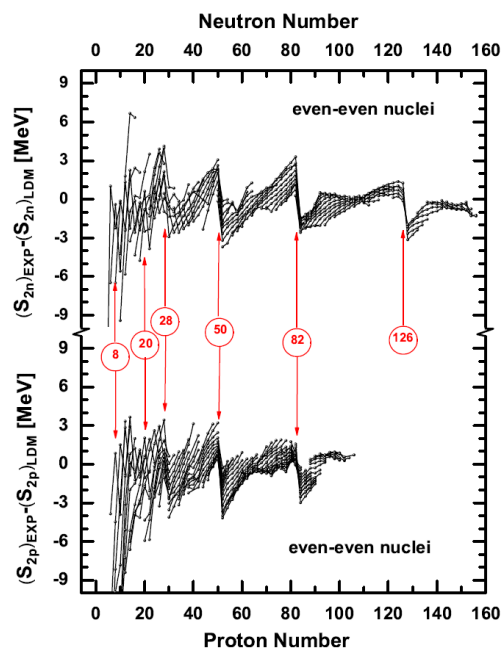 Neutron Number
0 20 40 60 80 100 120 140 160
9
6
3
0
-3
-6
-9
(S2n)EXP-(S2n)LDM [MeV]
even-even nuclei
8
20
28
50
82
126
9
6
3
0
-3
-6
-9
(S2p)EXP-(S2p)LDM [MeV]
even-even nuclei
0 20 40 60 80 100 120 140 160
Proton Number